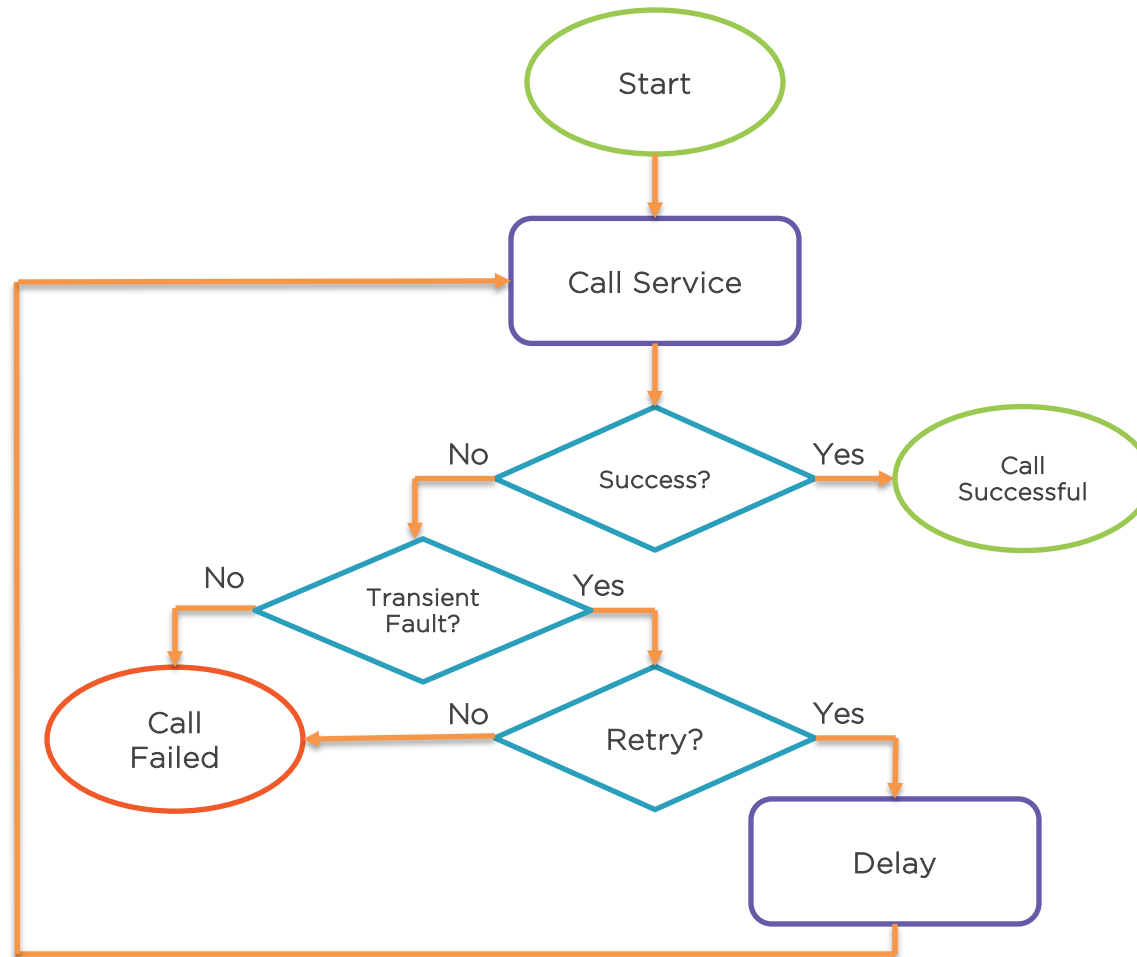 Start
Call Service
No
Yes
Success?
Call
Successful
No
Yes
Transient
Fault?
Call
Failed
No
Yes
Retry?
Delay